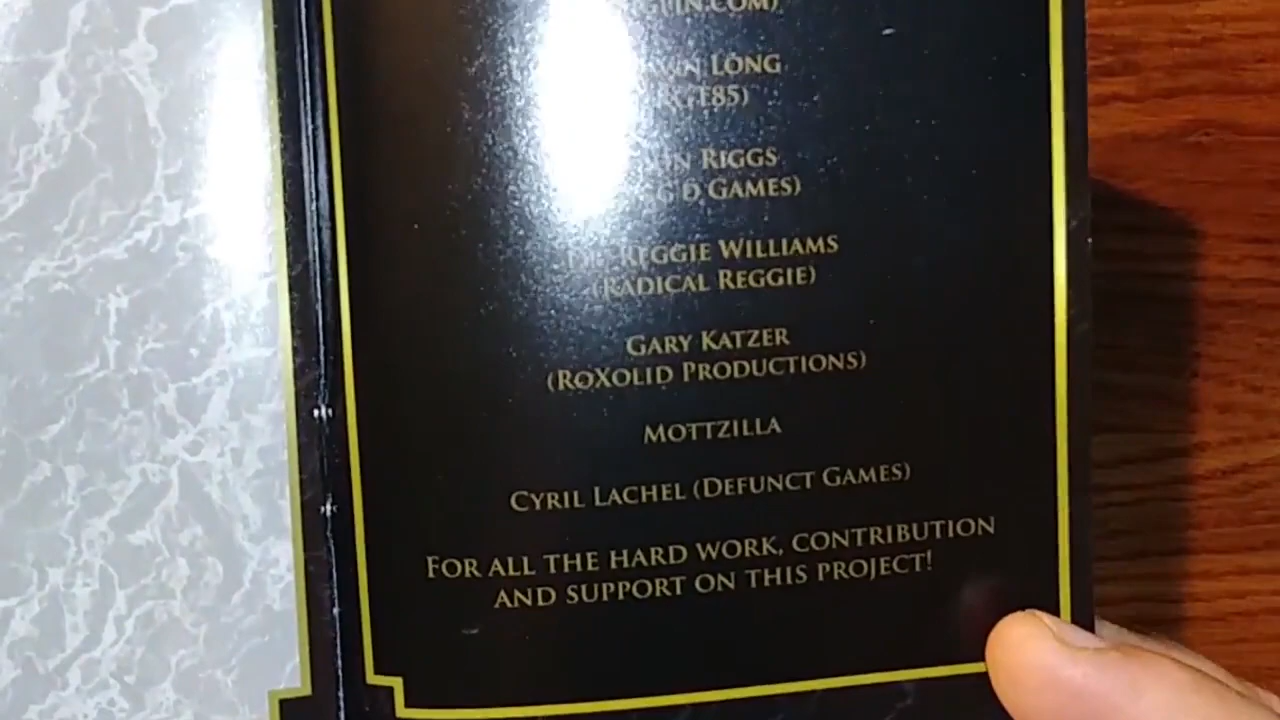 LONG
RIGGS
D GAMES)
REGGIE WILLIAMS
(RADICAL REGGIE)
GARY KATZER
(ROXOLID PRODUCTIONS)
MOTTZILLA
CYRIL LACHEL (DEFUNCT GAMES)
FOR ALL THE HARD WORK, CONTRIBUTION
AND SUPPORT ON THIS PROJECT!